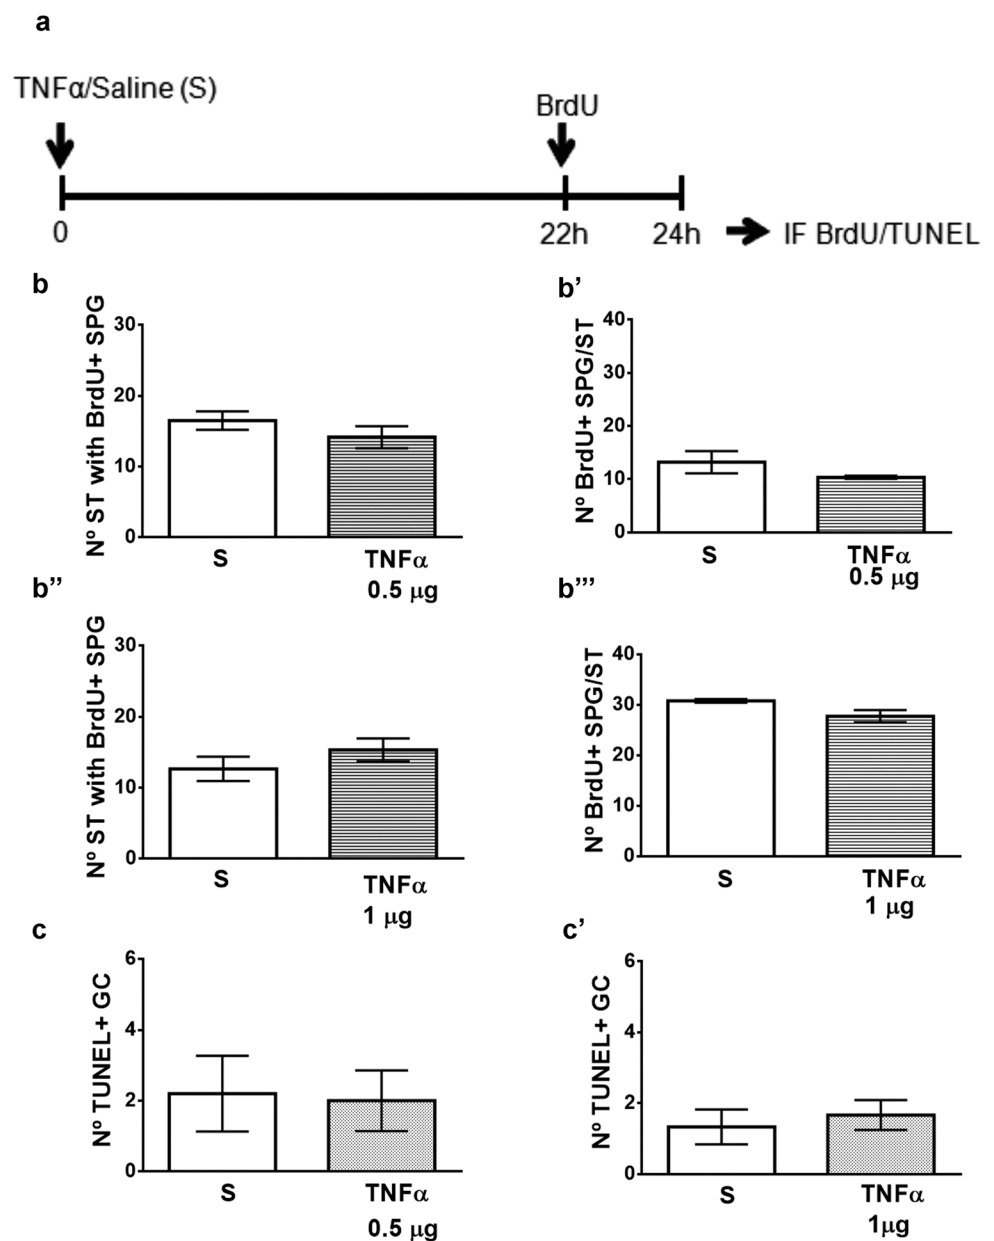 a
TNFα/Saline (S)
BrdU
0
22h
24h
IF BrdU/TUNEL
b
Nº ST with BrdU+ SPG
30
20
10
0
S
TNFα
0.5 μg
b’
Nº BrdU+ SPG/ST
40
30
20
10
0
S
TNFα
0.5 μg
b’’
Nº ST with BrdU+ SPG
30
20
10
0
S
TNFα
1 μg
b’’’
Nº BrdU+ SPG/ST
40
30
20
10
0
S
TNFα
1 μg
c
Nº TUNEL+ GC
6
4
2
0
S
TNFα
0.5 μg
c’
Nº TUNEL+ GC
6
4
2
0
S
TNFα
1μg